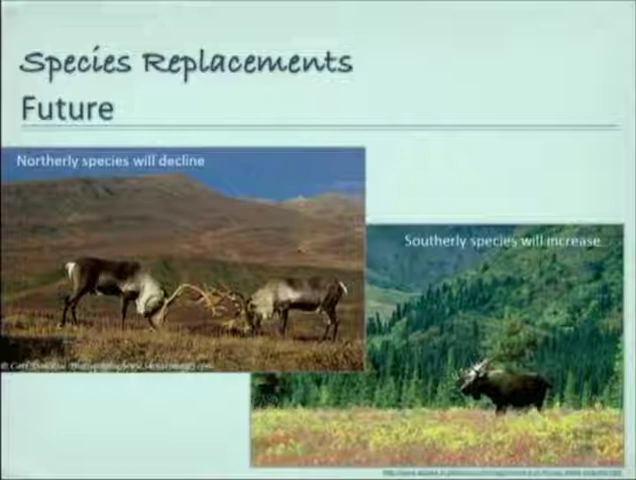 Species Replacements
Future
Northerly species will decline
Southerly species will increase